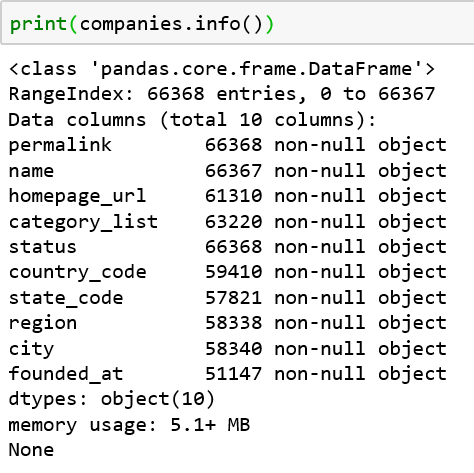 print(companies.info())
<class 'pandas.core.frame.DataFrame'>
RangeIndex: 66368 entries, 0 to 66367
Data columns (total 10 columns):
permalink        66368 non-null object
name             66367 non-null object
homepage_url     61310 non-null object
category_list    63220 non-null object
status           66368 non-null object
country_code     59410 non-null object
state_code       57821 non-null object
region           58338 non-null object
city             58340 non-null object
founded_at       51147 non-null object
dtypes: object(10)
memory usage: 5.1+ MB
None